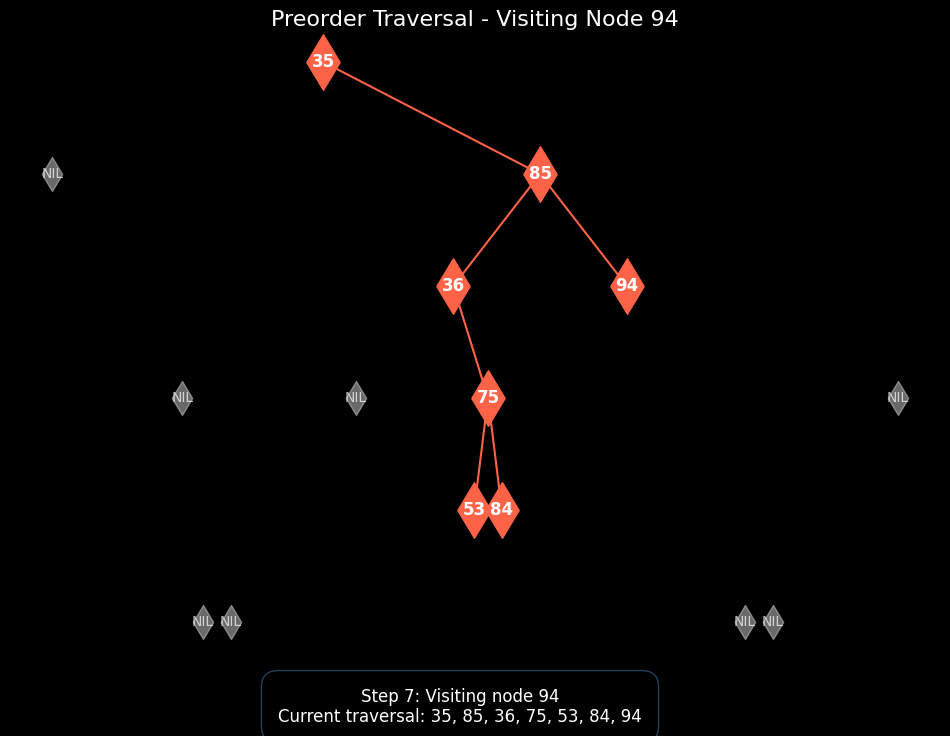 Preorder Traversal - Visiting Node 94
35
NIL
85
36
94
NIL
NIL
75
NIL
53
84
NIL
NIL
NIL
NIL
Step 7: Visiting node 94
Current traversal: 35, 85, 36, 75, 53, 84, 94